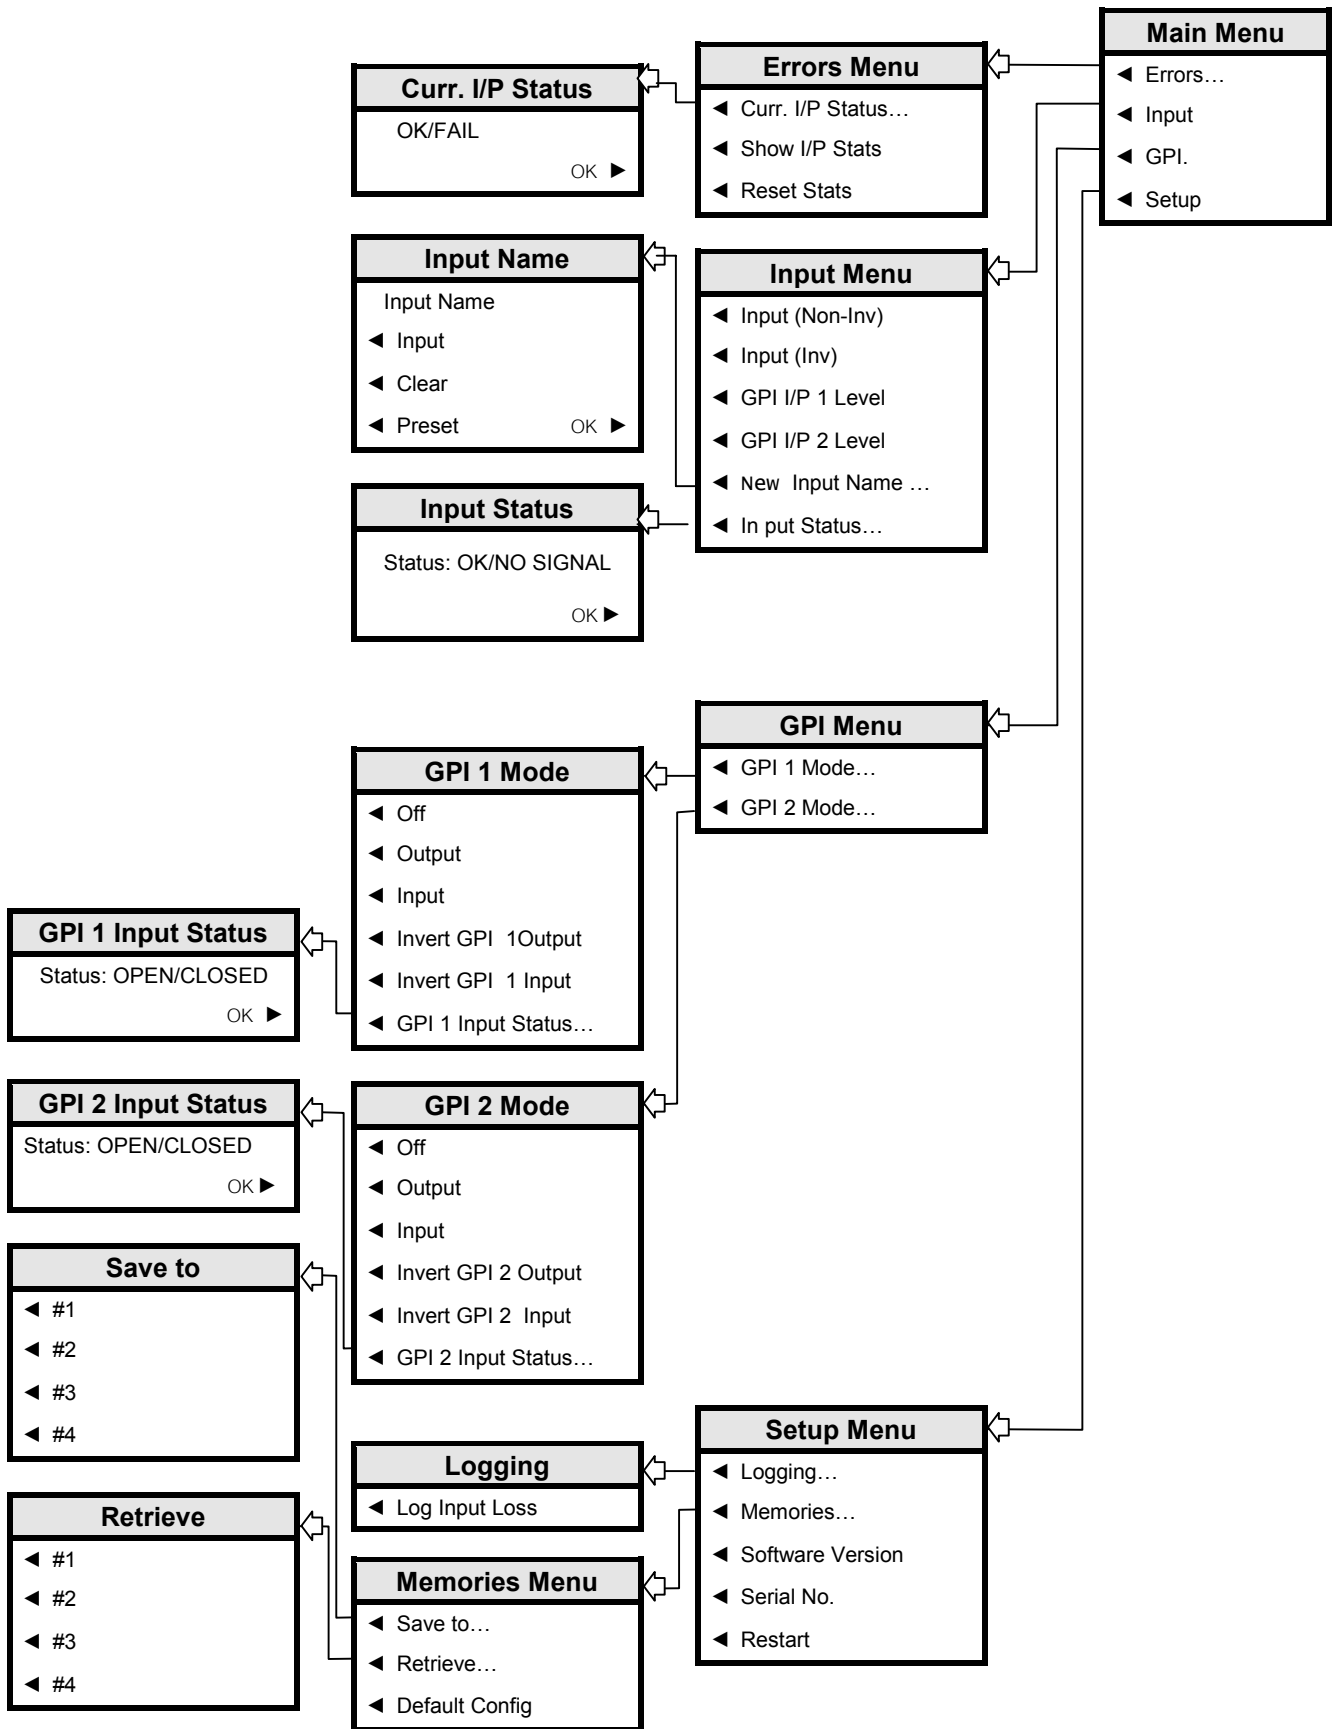 Main Menu
◄ Errors…
◄ Input
◄ GPI.
◄ Setup
Errors Menu
◄ Curr. I/P Status…
◄ Show I/P Stats
◄ Reset Stats
Curr. I/P Status
OK/FAIL
OK ►
Input Menu
◄ Input (Non-Inv)
◄ Input (Inv)
◄ GPI I/P 1 Level
◄ GPI I/P 2 Level
◄ New Input Name …
◄ In put Status…
Input Name
Input Name
◄ Input
◄ Clear
◄ Preset OK ►
Input Status
Status: OK/NO SIGNAL
OK ►
GPI Menu
◄ GPI 1 Mode…
◄ GPI 2 Mode…
GPI 1 Mode
◄ Off
◄ Output
◄ Input
◄ Invert GPI 1Output
◄ Invert GPI 1 Input
◄ GPI 1 Input Status…
GPI 1 Input Status
Status: OPEN/CLOSED
OK ►
GPI 2 Mode
◄ Off
◄ Output
◄ Input
◄ Invert GPI 2 Output
◄ Invert GPI 2 Input
◄ GPI 2 Input Status…
GPI 2 Input Status
Status: OPEN/CLOSED
OK ►
Setup Menu
◄ Logging…
◄ Memories…
◄ Software Version
◄ Serial No.
◄ Restart
Logging
◄ Log Input Loss
Memories Menu
◄ Save to…
◄ Retrieve…
◄ Default Config
Save to
◄ #1
◄ #2
◄ #3
◄ #4
Retrieve
◄ #1
◄ #2
◄ #3
◄ #4